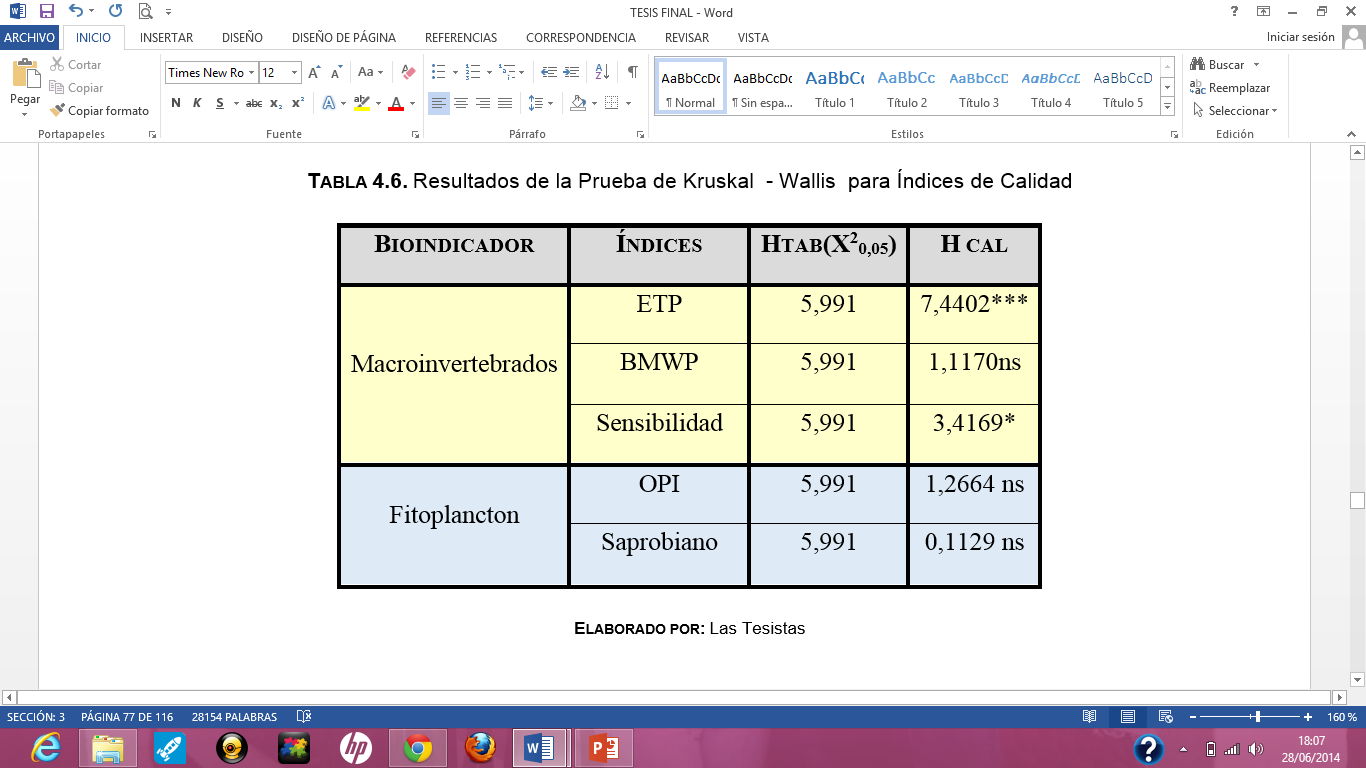 TESIS FINAL - Word
ARCHIVO INICIO INSERTAR DISEÑO DISEÑO DE PÁGINA REFERENCIAS CORRESPONDENCIA REVISAR VISTA Iniciar sesión
Pegar
Cortar
Copiar
Copiar formato
Portapapeles
Times New Ro 12
N K S abc x₂ x²
Fuente
Párrafo
AaBbCcDc AaBbCcDc AaBbCc AaBbCc AaBbCcD AaBbCcD AaBbCcD
¶ Normal ¶ Sin espa... Título 1 Título 2 Título 3 Título 4 Título 5
Estilos
Buscar
Reemplazar
Seleccionar
Edición
TABLA 4.6. Resultados de la Prueba de Kruskal - Wallis para Índices de Calidad
BIOINDICADOR ÍNDICES HTAB(X²₀,₀₅) H CAL
Macroinvertebrados
ETP 5,991 7,4402***
BMWP 5,991 1,1170ns
Sensibilidad 5,991 3,4169*
Fitoplancton
OPI 5,991 1,2664 ns
Saprobiano 5,991 0,1129 ns
ELABORADO POR: Las Tesistas
SECCIÓN: 3 PÁGINA 77 DE 116 28154 PALABRAS 160 %
18:07
28/06/2014